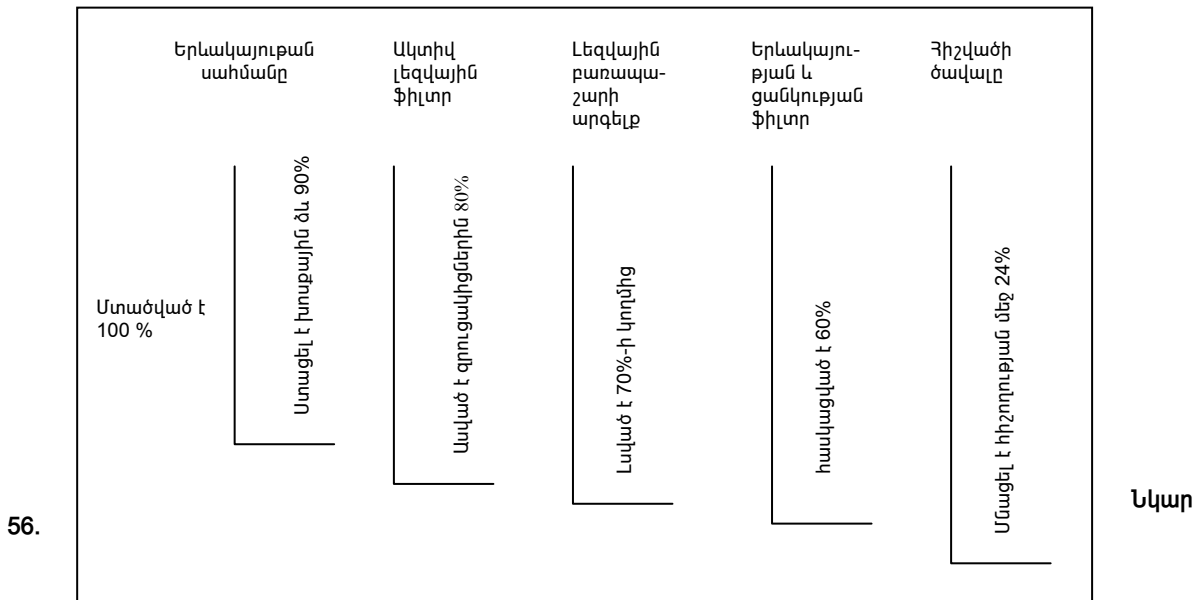 Երևակայութան
սահմանը
Ակտիվ
լեզվային
ֆիլտր
Լեզվային
բառապա-
շարի
արգելք
Երևակայու-
թյան և
ցանկության
ֆիլտր
Հիշվածի
ծավալը
Մտածված է
100 %
Ստացել է խոսքային ձև 90%
Ասված է զրուցակիցներին 80%
Լսված է 70%-ի կողմից
հասկացված է 60%
Մնացել է հիշողության մեջ 24%
Նկար
56.